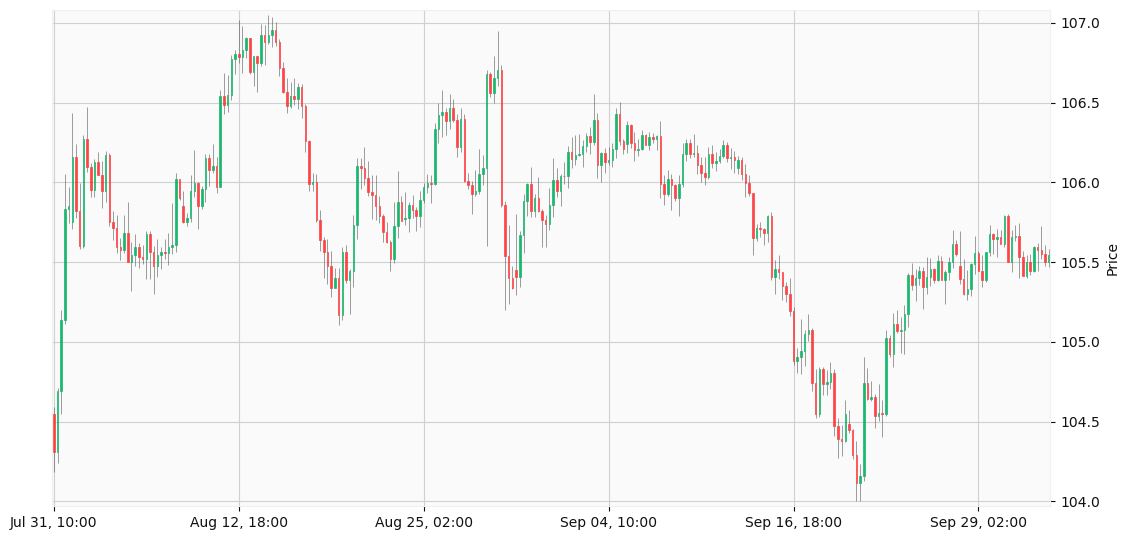 107.0
106.5
106.0
105.5
105.0
104.5
104.0
Price
Jul 31, 10:00
Aug 12, 18:00
Aug 25, 02:00
Sep 04, 10:00
Sep 16, 18:00
Sep 29, 02:00